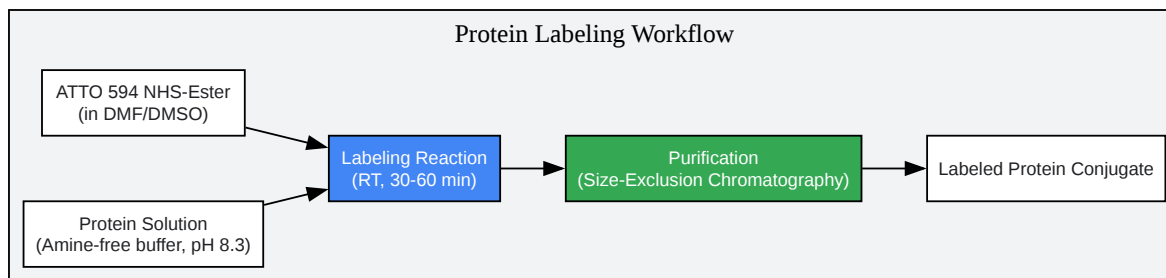 Protein Labeling Workflow
ATTO 594 NHS-Ester
(in DMF/DMSO)
Protein Solution
(Amine-free buffer, pH 8.3)
Labeling Reaction
(RT, 30-60 min)
Purification
(Size-Exclusion Chromatography)
Labeled Protein Conjugate